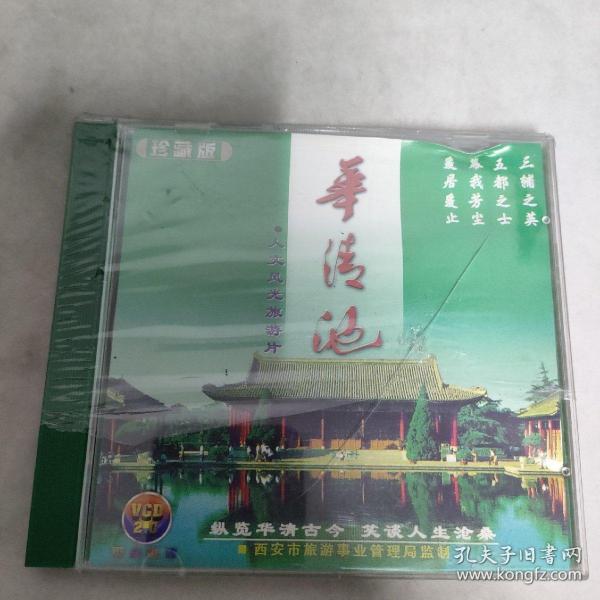 珍藏版
三辅之英
五都之士
慕我芳尘
爰居爰止
華清池
•人文风光旅游片
VCD
2.0
纵览华清古今 笑谈人生沧桑
■西安市旅游事业管理局监制
孔夫子旧书网
www.kongfz.com